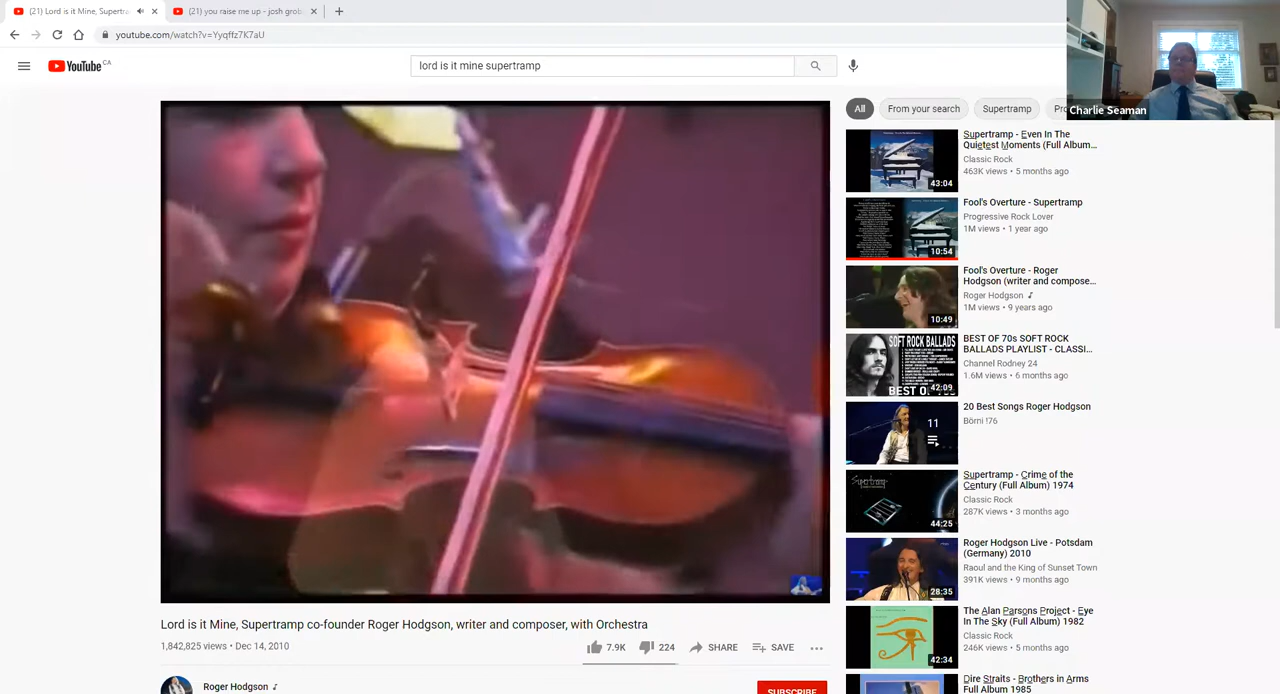 (21) Lord is it Mine, Supertra
(21) you raise me up - josh grob
youtube.com/watch?v=Yyqffz7K7aU
YouTube CA
lord is it mine supertramp
Charlie Seaman
All
From your search
Supertramp
Supertramp - Even In The
Quietest Moments (Full Album...
Classic Rock
463K views • 5 months ago
43:04
Fool's Overture - Supertramp
Progressive Rock Lover
1M views • 1 year ago
10:54
Fool's Overture - Roger
Hodgson (writer and compose...
Roger Hodgson ♪
1M views • 9 years ago
10:49
SOFT ROCK
BALLADS
BEST O
42:09
BEST OF 70s SOFT ROCK
BALLADS PLAYLIST - CLASSI...
Channel Rodney 24
1.6M views • 6 months ago
11
20 Best Songs Roger Hodgson
Börni !76
Supertramp
44:25
Supertramp - Crime of the
Century (Full Album) 1974
Classic Rock
287K views • 3 months ago
28:35
Roger Hodgson Live - Potsdam
(Germany) 2010
Raoul and the King of Sunset Town
391K views • 9 months ago
42:34
The Alan Parsons Project - Eye
In The Sky (Full Album) 1982
Classic Rock
246K views • 5 months ago
Dire Straits - Brothers in Arms
Full Album 1985
Lord is it Mine, Supertramp co-founder Roger Hodgson, writer and composer, with Orchestra
1,842,825 views • Dec 14, 2010
7.9K
224
SHARE
SAVE
Roger Hodgson ♪
SUBSCRIBE